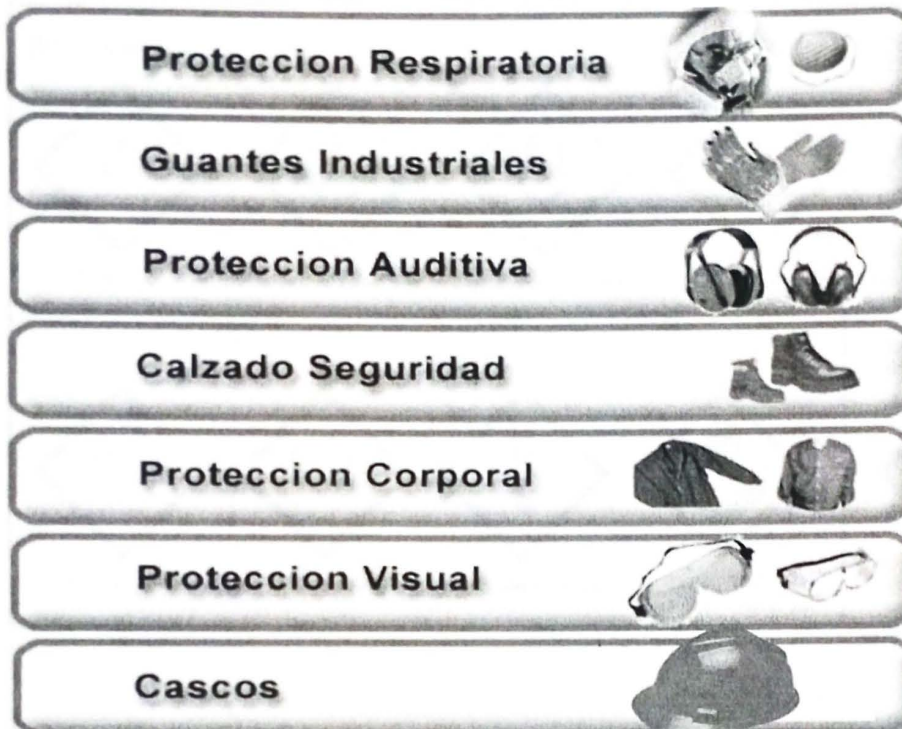 Proteccion Respiratoria
Guantes Industriales
Proteccion Auditiva
Calzado Seguridad
Proteccion Corporal
Proteccion Visual
Cascos